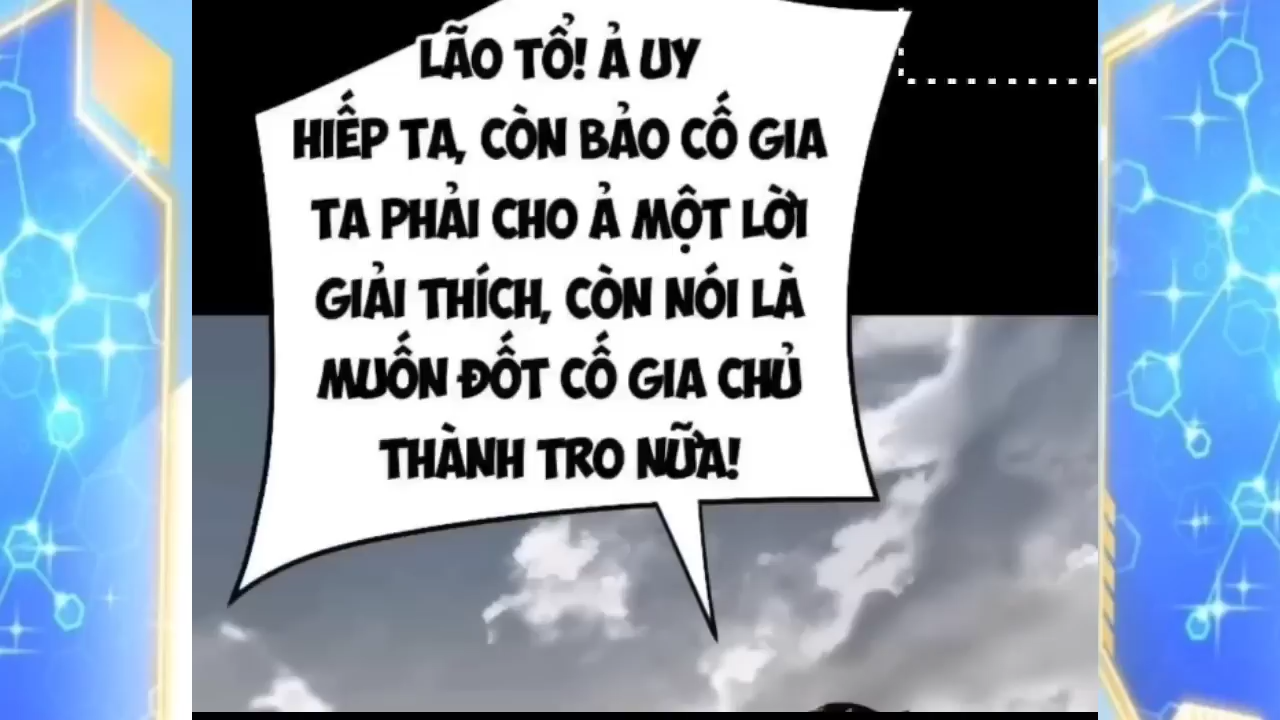 LÃO TỔ! Ả UY
HIẾP TA, CÒN BẢO CỐ GIA
TA PHẢI CHO Ả MỘT LỜI
GIẢI THÍCH, CÒN NÓI LÀ
MUỐN ĐỐT CỐ GIA CHỦ
THÀNH TRO NỮA!